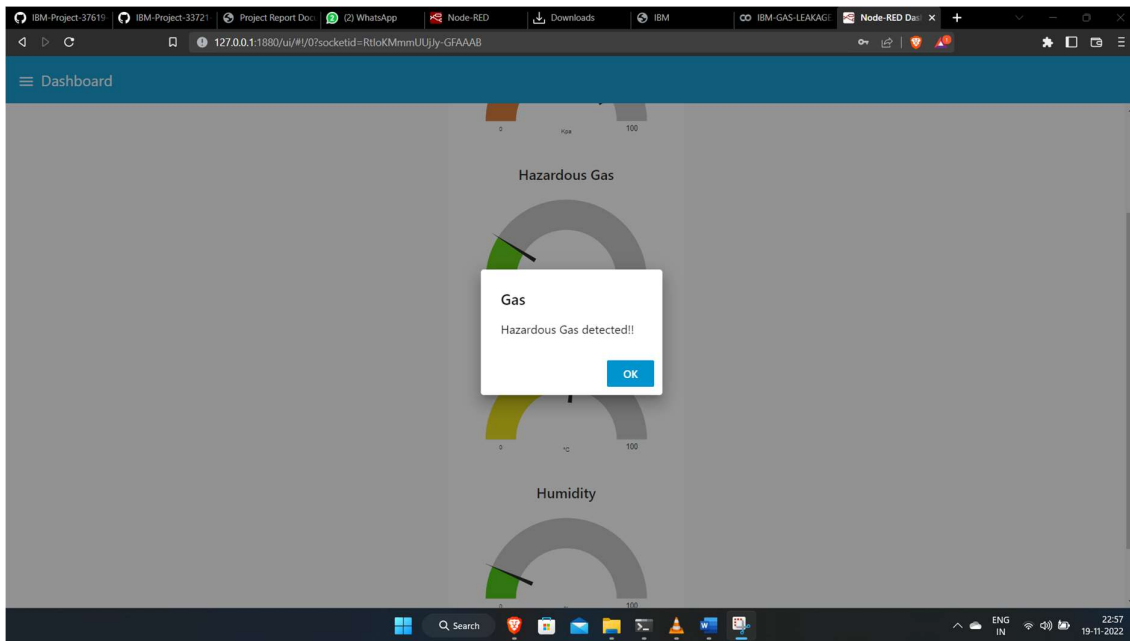 IBM-Project-37619- IBM-Project-33721- Project Report Doc (2) WhatsApp Node-RED Downloads IBM IBM-GAS-LEAKAGE Node-RED Das
127.0.0.1:1880/ui/#!/0?socketid=RtIoKMmmUUjJy-GFAAAB
Dashboard
0 Kpa 100
Hazardous Gas
Gas
Hazardous Gas detected!!
OK
0 °C 100
Humidity
0 100
Search
ENG
IN
22:57
19-11-2022